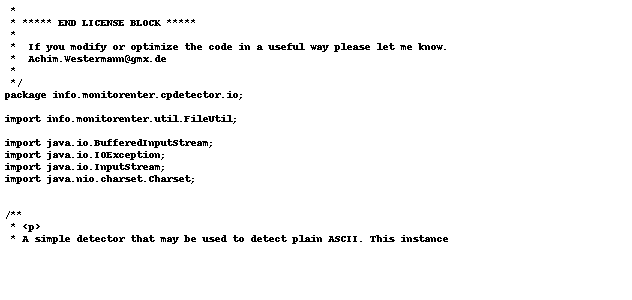 *
* ***** END LICENSE BLOCK *****
*
*  If you modify or optimize the code in a useful way please let me know.
*  Achim.Westermann@gmx.de
*
*/
package info.monitorenter.cpdetector.io;
import info.monitorenter.util.FileUtil;
import java.io.BufferedInputStream;
import java.io.IOException;
import java.io.InputStream;
import java.nio.charset.Charset;
/**
* <p>
* A simple detector that may be used to detect plain ASCII. This instance